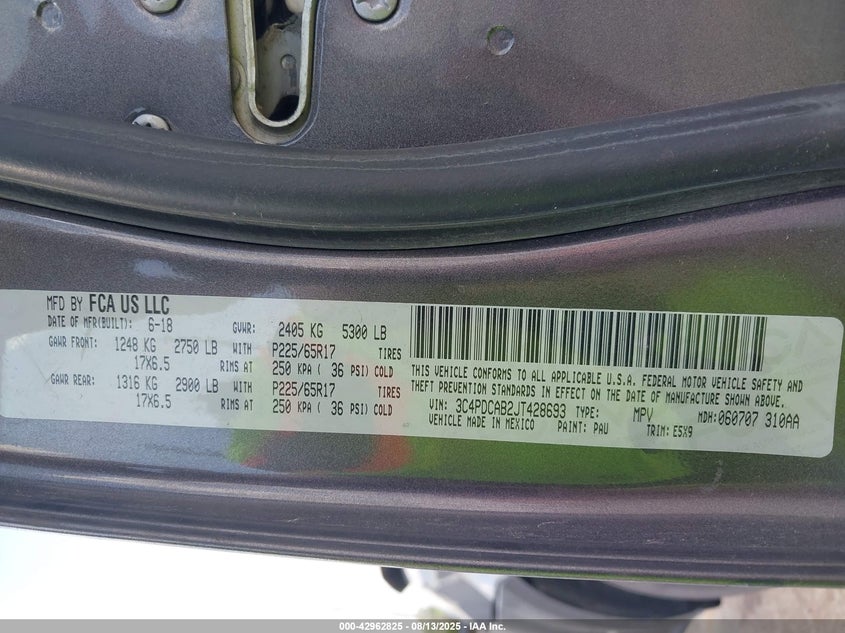 MFD BY FCA US LLC
DATE OF MFR(BUILT): 6-18 GVWR: 2405 KG 5300 LB
GAWR FRONT: 1248 KG 2750 LB WITH P225/65R17 TIRES
17X6.5 RIMS AT 250 KPA ( 36 PSI) COLD
GAWR REAR: 1316 KG 2900 LB WITH P225/65R17 TIRES
17X6.5 RIMS AT 250 KPA ( 36 PSI) COLD
THIS VEHICLE CONFORMS TO ALL APPLICABLE U.S.A. FEDERAL MOTOR VEHICLE SAFETY AND
THEFT PREVENTION STANDARDS IN EFFECT ON THE DATE OF MANUFACTURE SHOWN ABOVE.
VIN: 3C4PDCAB2JT428693 TYPE: MPV MDH:060707 310AA
VEHICLE MADE IN MEXICO PAINT: PAU TRIM: E5X9
000-42962825 - 08/13/2025 - IAA, Inc.